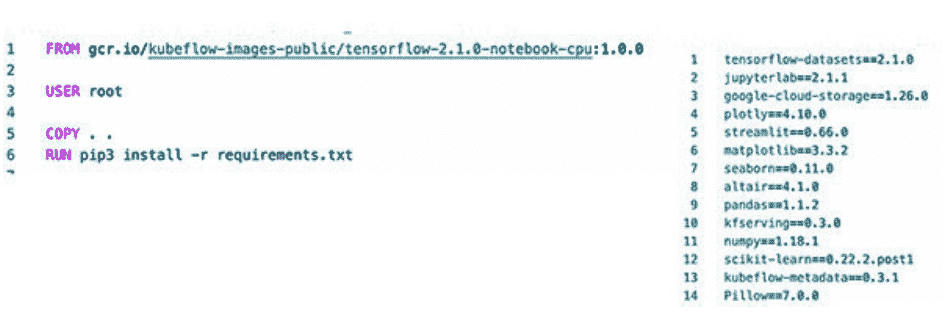 1 FROM gcr.io/kubeflow-images-public/tensorflow-2.1.0-notebook-cpu:1.0.0
2
3 USER root
4
5 COPY . .
6 RUN pip3 install -r requirements.txt
1 tensorflow-datasets==2.1.0
2 jupyterlab==2.1.1
3 google-cloud-storage==1.26.0
4 plotly==4.10.0
5 streamlit==0.66.0
6 matplotlib==3.3.2
7 seaborn==0.11.0
8 altair==4.1.0
9 pandas==1.1.2
10 kfserving==0.3.0
11 numpy==1.18.1
12 scikit-learn==0.22.2.post1
13 kubeflow-metadata==0.3.1
14 Pillow==7.0.0